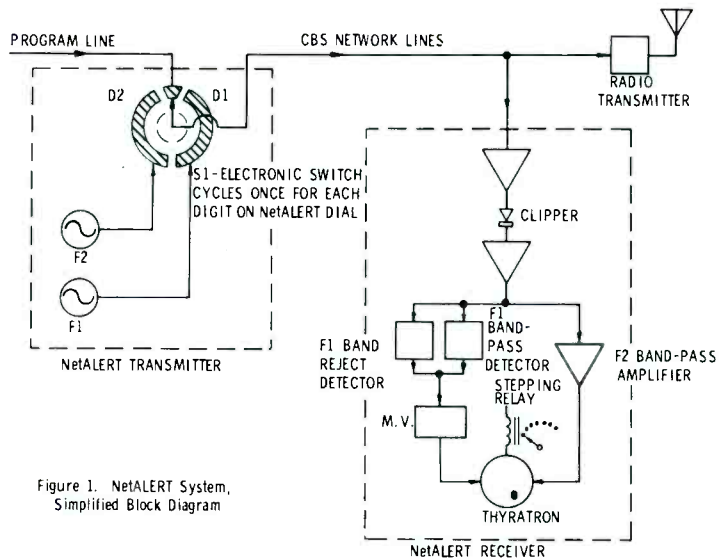 PROGRAM LINE
CBS NETWORK LINES
RADIO
TRANSMITTER
D2
D1
S1-ELECTRONIC SWITCH
CYCLES ONCE FOR EACH
DIGIT ON NetALERT DIAL
F2
F1
NetALERT TRANSMITTER
CLIPPER
F1 BAND
REJECT
DETECTOR
F1
BAND-
PASS
DETECTOR
F2 BAND-PASS
AMPLIFIER
STEPPING
RELAY
M.V.
THYRATRON
NetALERT RECEIVER
Figure 1. NetALERT System,
Simplified Block Diagram